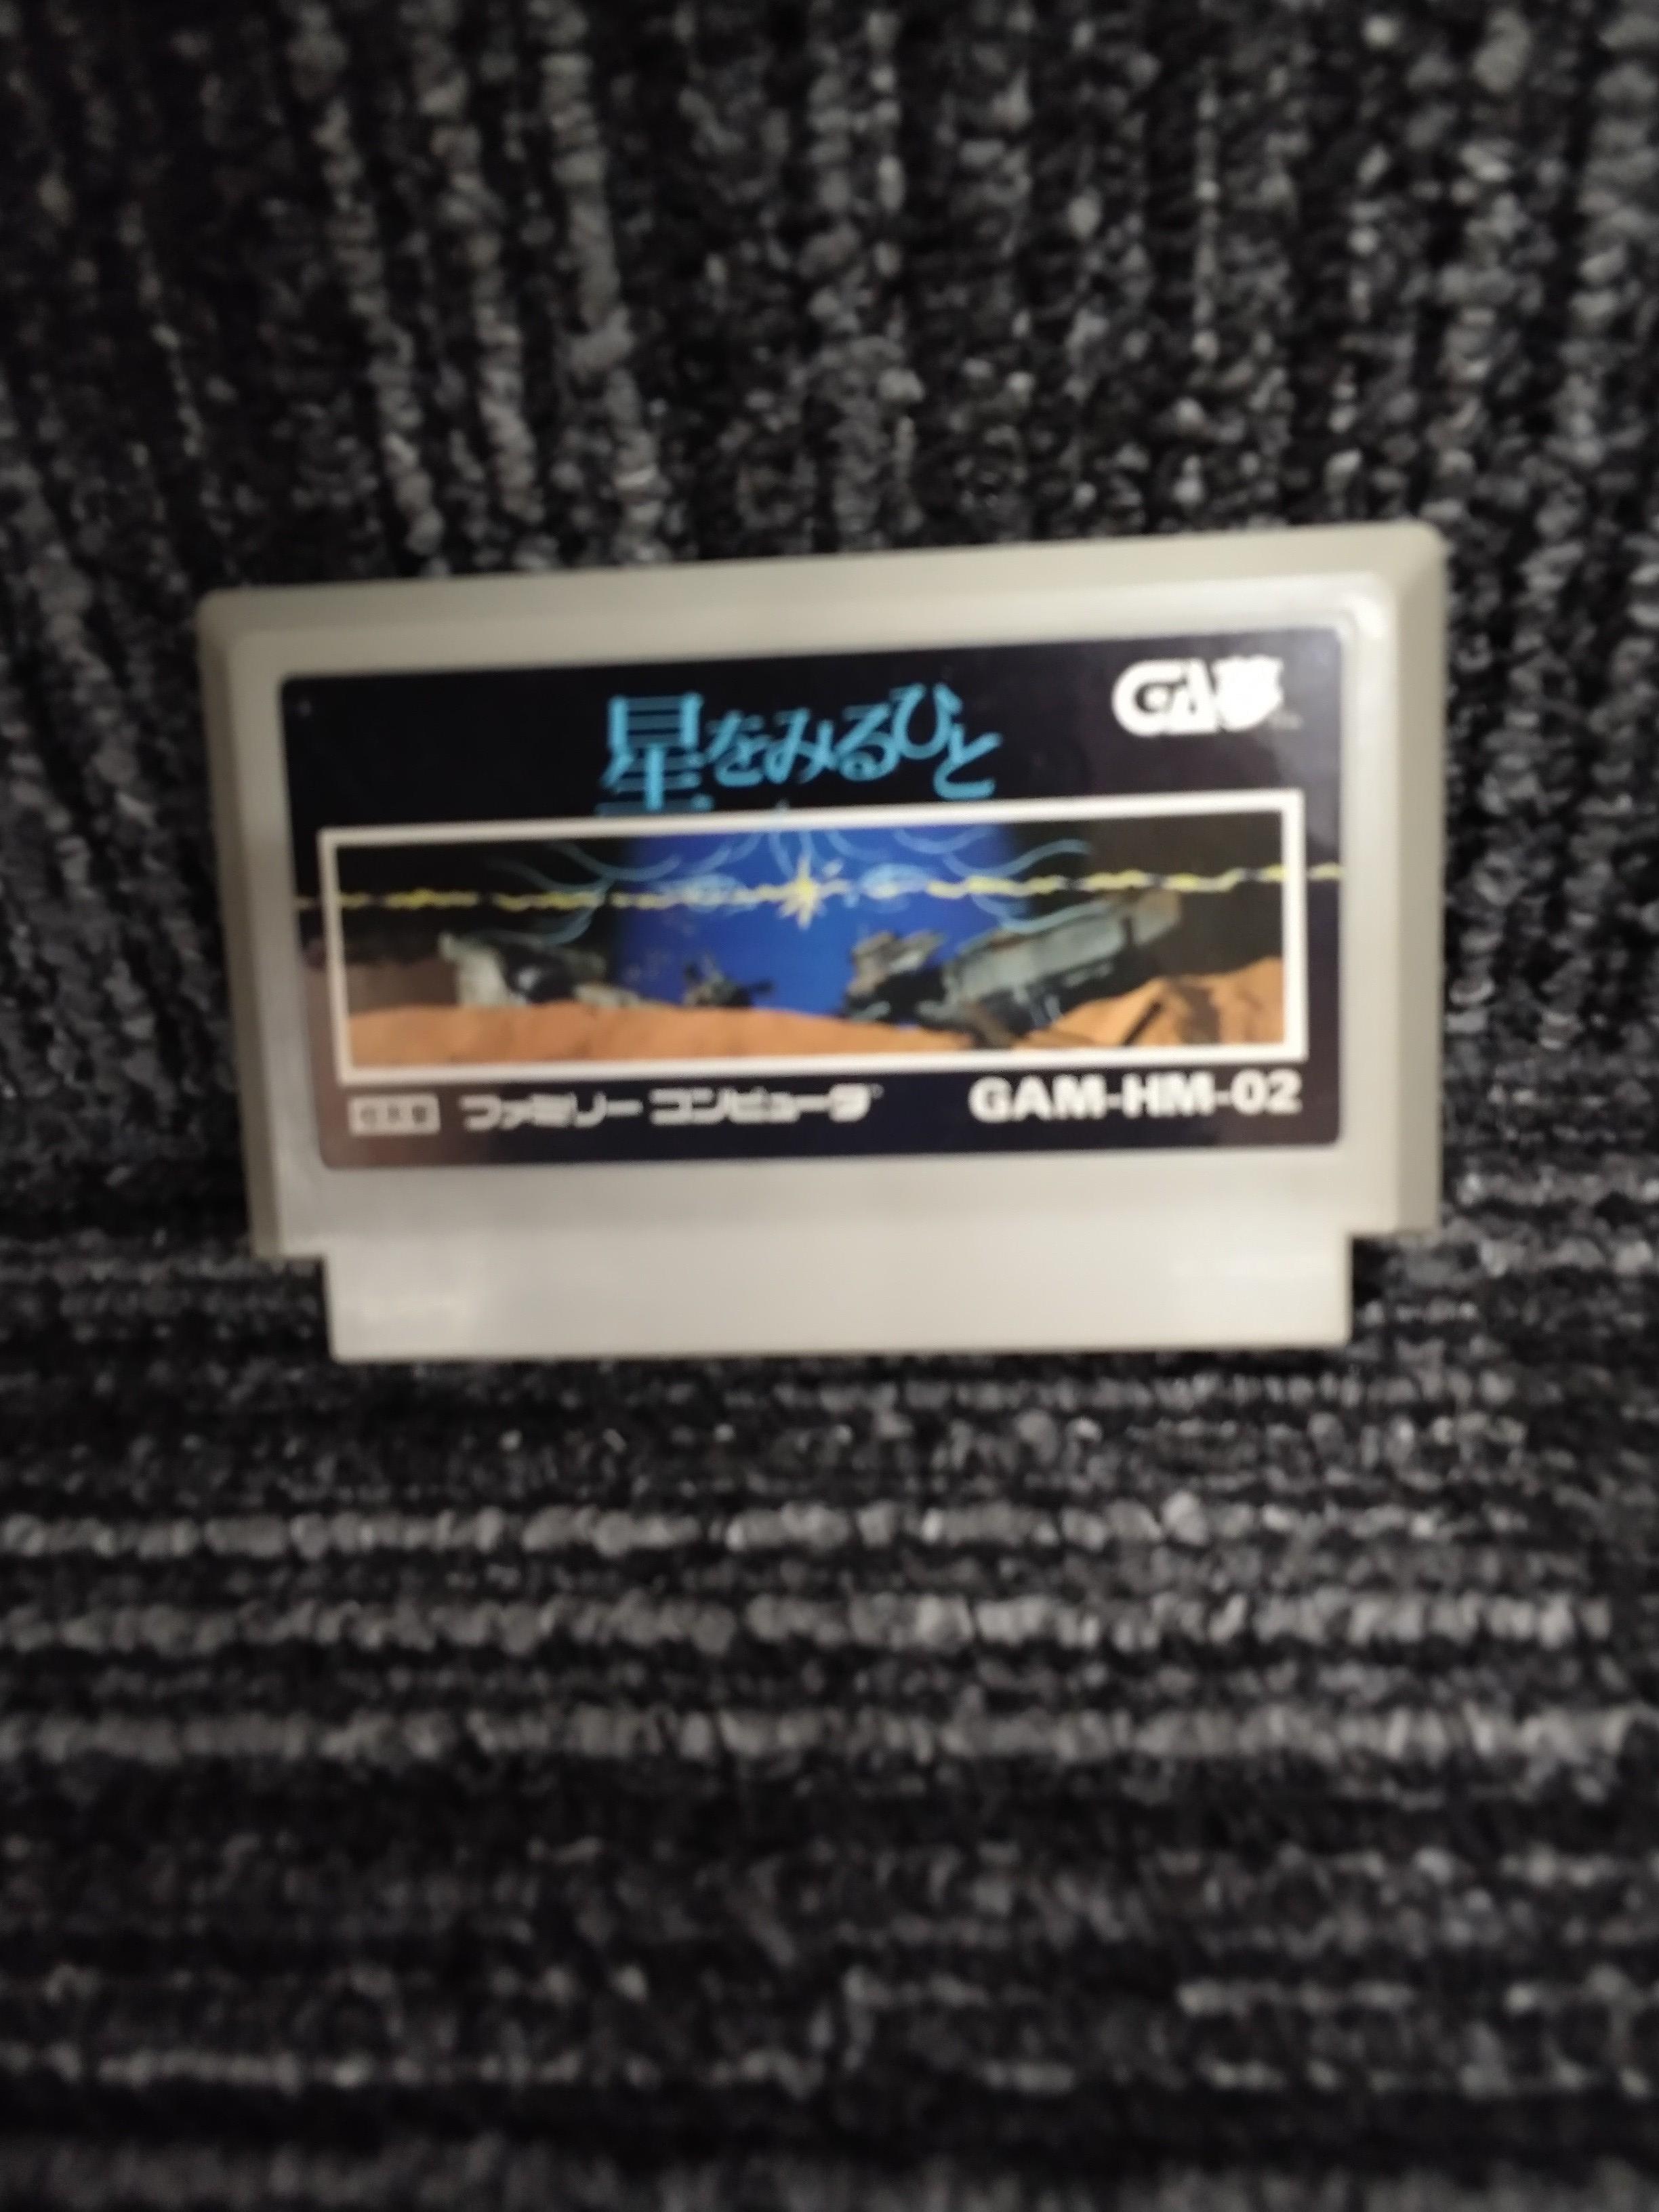 星をみるひと
ファミリー コンピュータ
GAM-HM-02